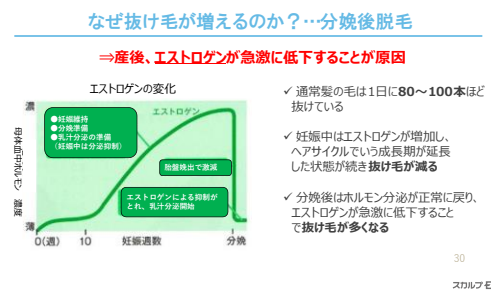 なぜ抜け毛が増えるのか？…分娩後脱毛
⇒産後、エストロゲンが急激に低下することが原因
エストロゲンの変化
濃
母体血中ホルモン 濃度
薄
エストロゲン
●妊娠維持
●分娩準備
●乳汁分泌の準備
（妊娠中は分泌抑制）
胎盤娩出で激減
エストロゲンによる抑制が
とれ、乳汁分泌開始
0(週) 10 妊娠週数 分娩
✓ 通常髪の毛は1日に80～100本ほど
抜けている
✓ 妊娠中はエストロゲンが増加し、
ヘアサイクルでいう成長期が延長
した状態が続き抜け毛が減る
✓ 分娩後はホルモン分泌が正常に戻り、
エストロゲンが急激に低下すること
で抜け毛が多くなる
30
スカルプE